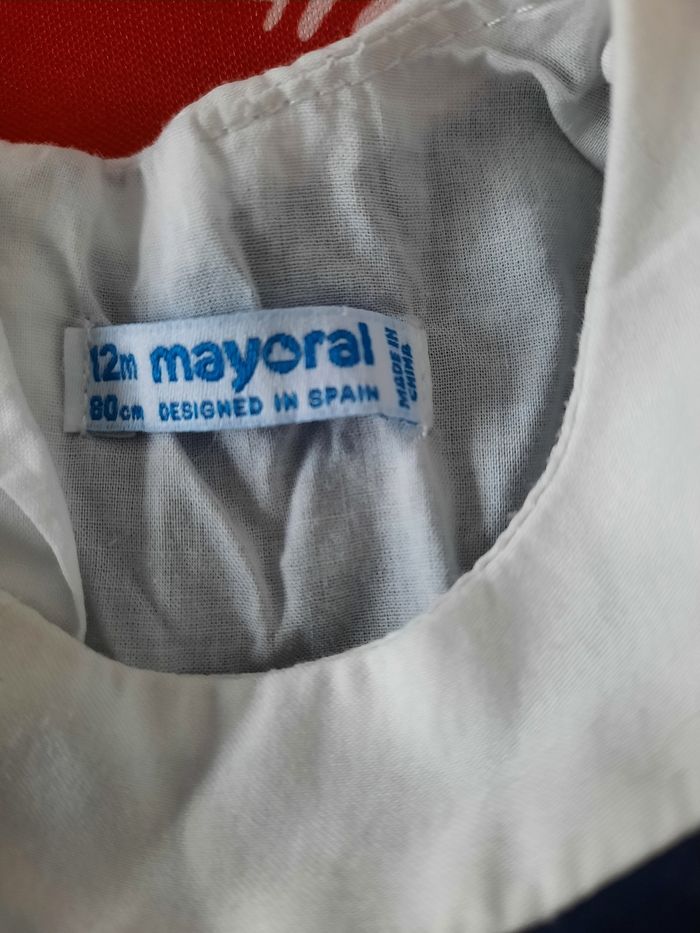 12m mayoral
80cm DESIGNED IN SPAIN
MADE IN
CHINA